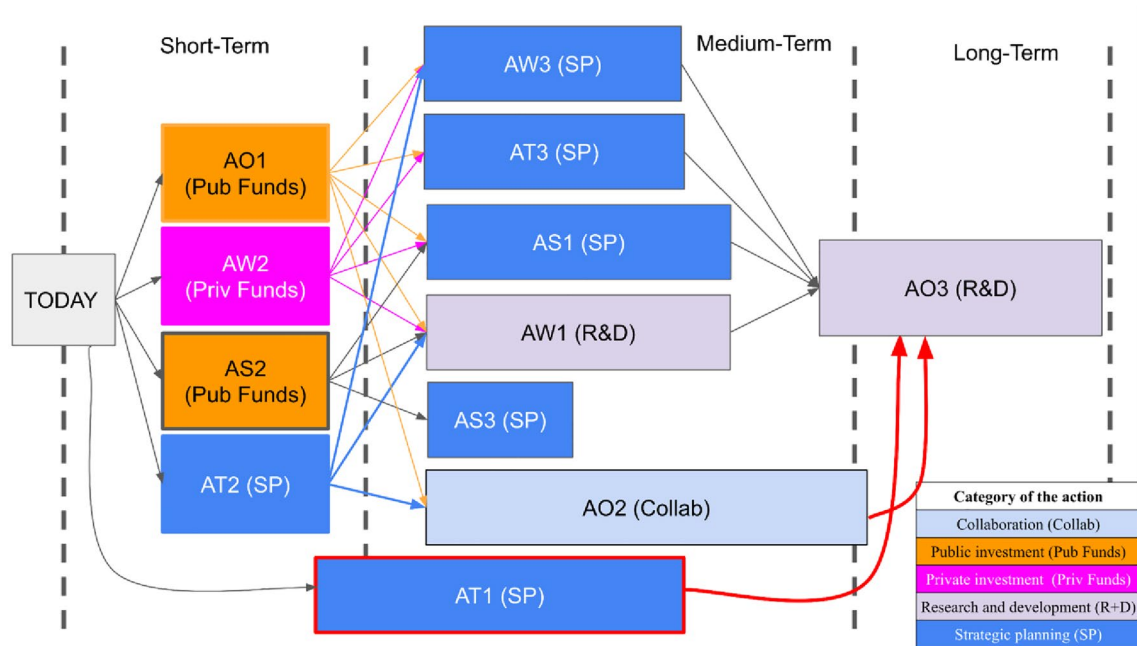 Short-Term
Medium-Term
Long-Term
AW3 (SP)
AO1
(Pub Funds)
AT3 (SP)
AS1 (SP)
TODAY
AW2
(Priv Funds)
AO3 (R&D)
AW1 (R&D)
AS2
(Pub Funds)
AS3 (SP)
AT2 (SP)
AO2 (Collab)
AT1 (SP)
Category of the action
Collaboration (Collab)
Public investment (Pub Funds)
Private investment (Priv Funds)
Research and development (R+D)
Strategic planning (SP)